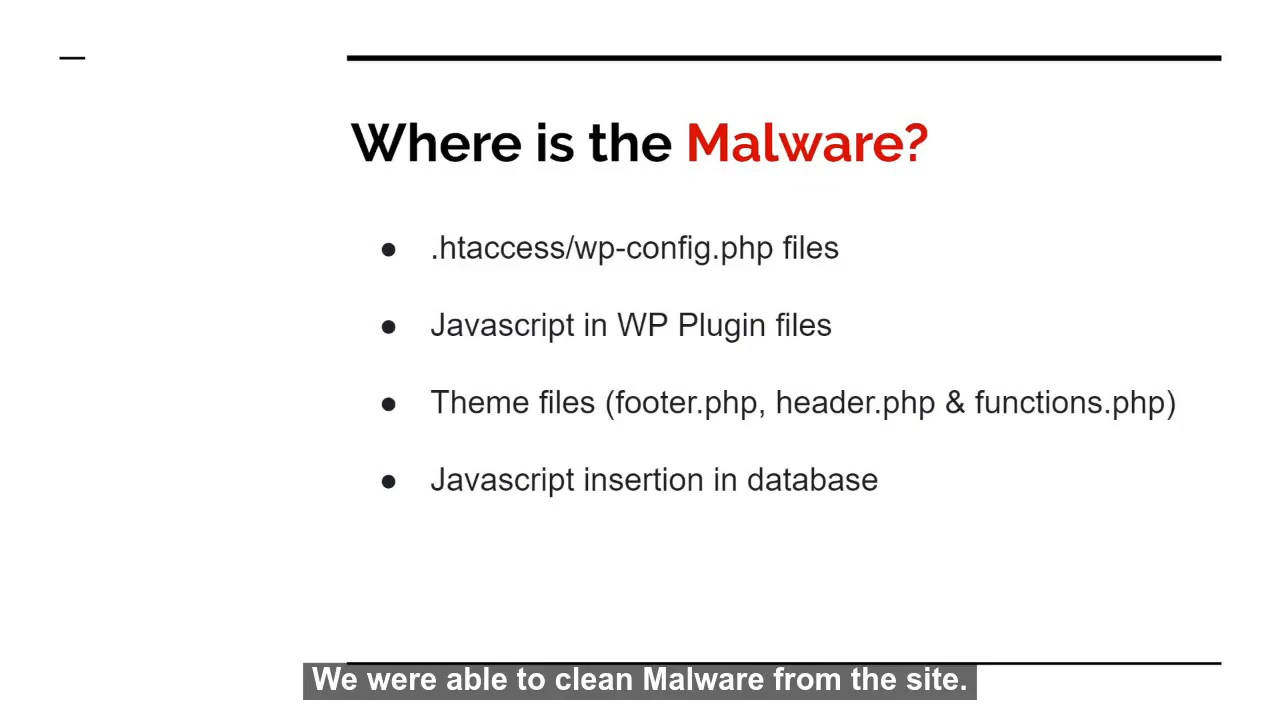 Where is the Malware?
● .htaccess/wp-config.php files
● Javascript in WP Plugin files
● Theme files (footer.php, header.php & functions.php)
● Javascript insertion in database
We were able to clean Malware from the site.